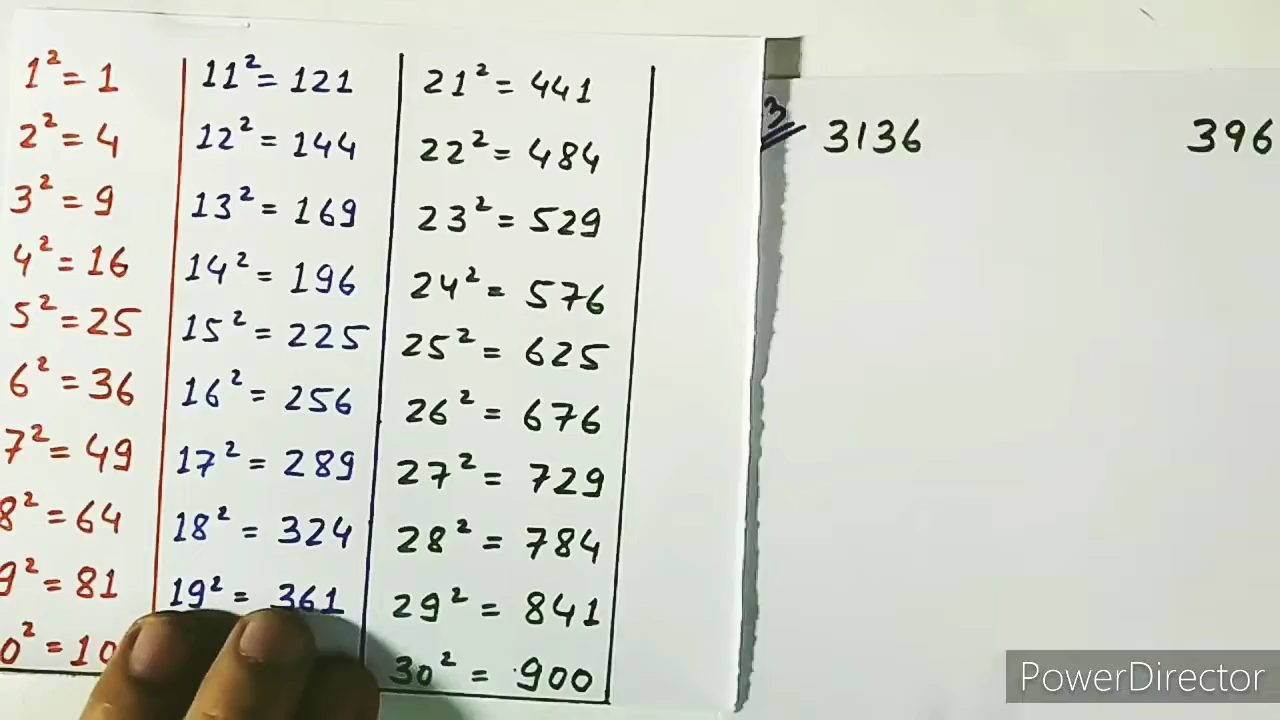 1² = 1
2² = 4
3² = 9
4² = 16
5² = 25
6² = 36
7² = 49
8² = 64
9² = 81
0² = 10
11² = 121
12² = 144
13² = 169
14² = 196
15² = 225
16² = 256
17² = 289
18² = 324
19² = 361
21² = 441
22² = 484
23² = 529
24² = 576
25² = 625
26² = 676
27² = 729
28² = 784
29² = 841
30² = 900
3 3136 396
PowerDirector